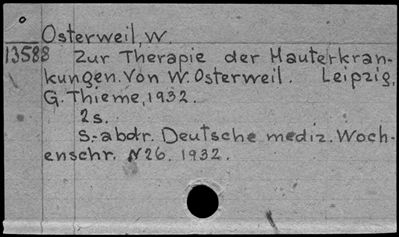 Osterweil, W.
13588 Zur Therapie der Hauterkran-
kungen. Von W. Osterweil. Leipzig,
G. Thieme, 1932.
2 s.
S.-abdr. Deutsche mediz. Woch-
enschr. N 26. 1932.